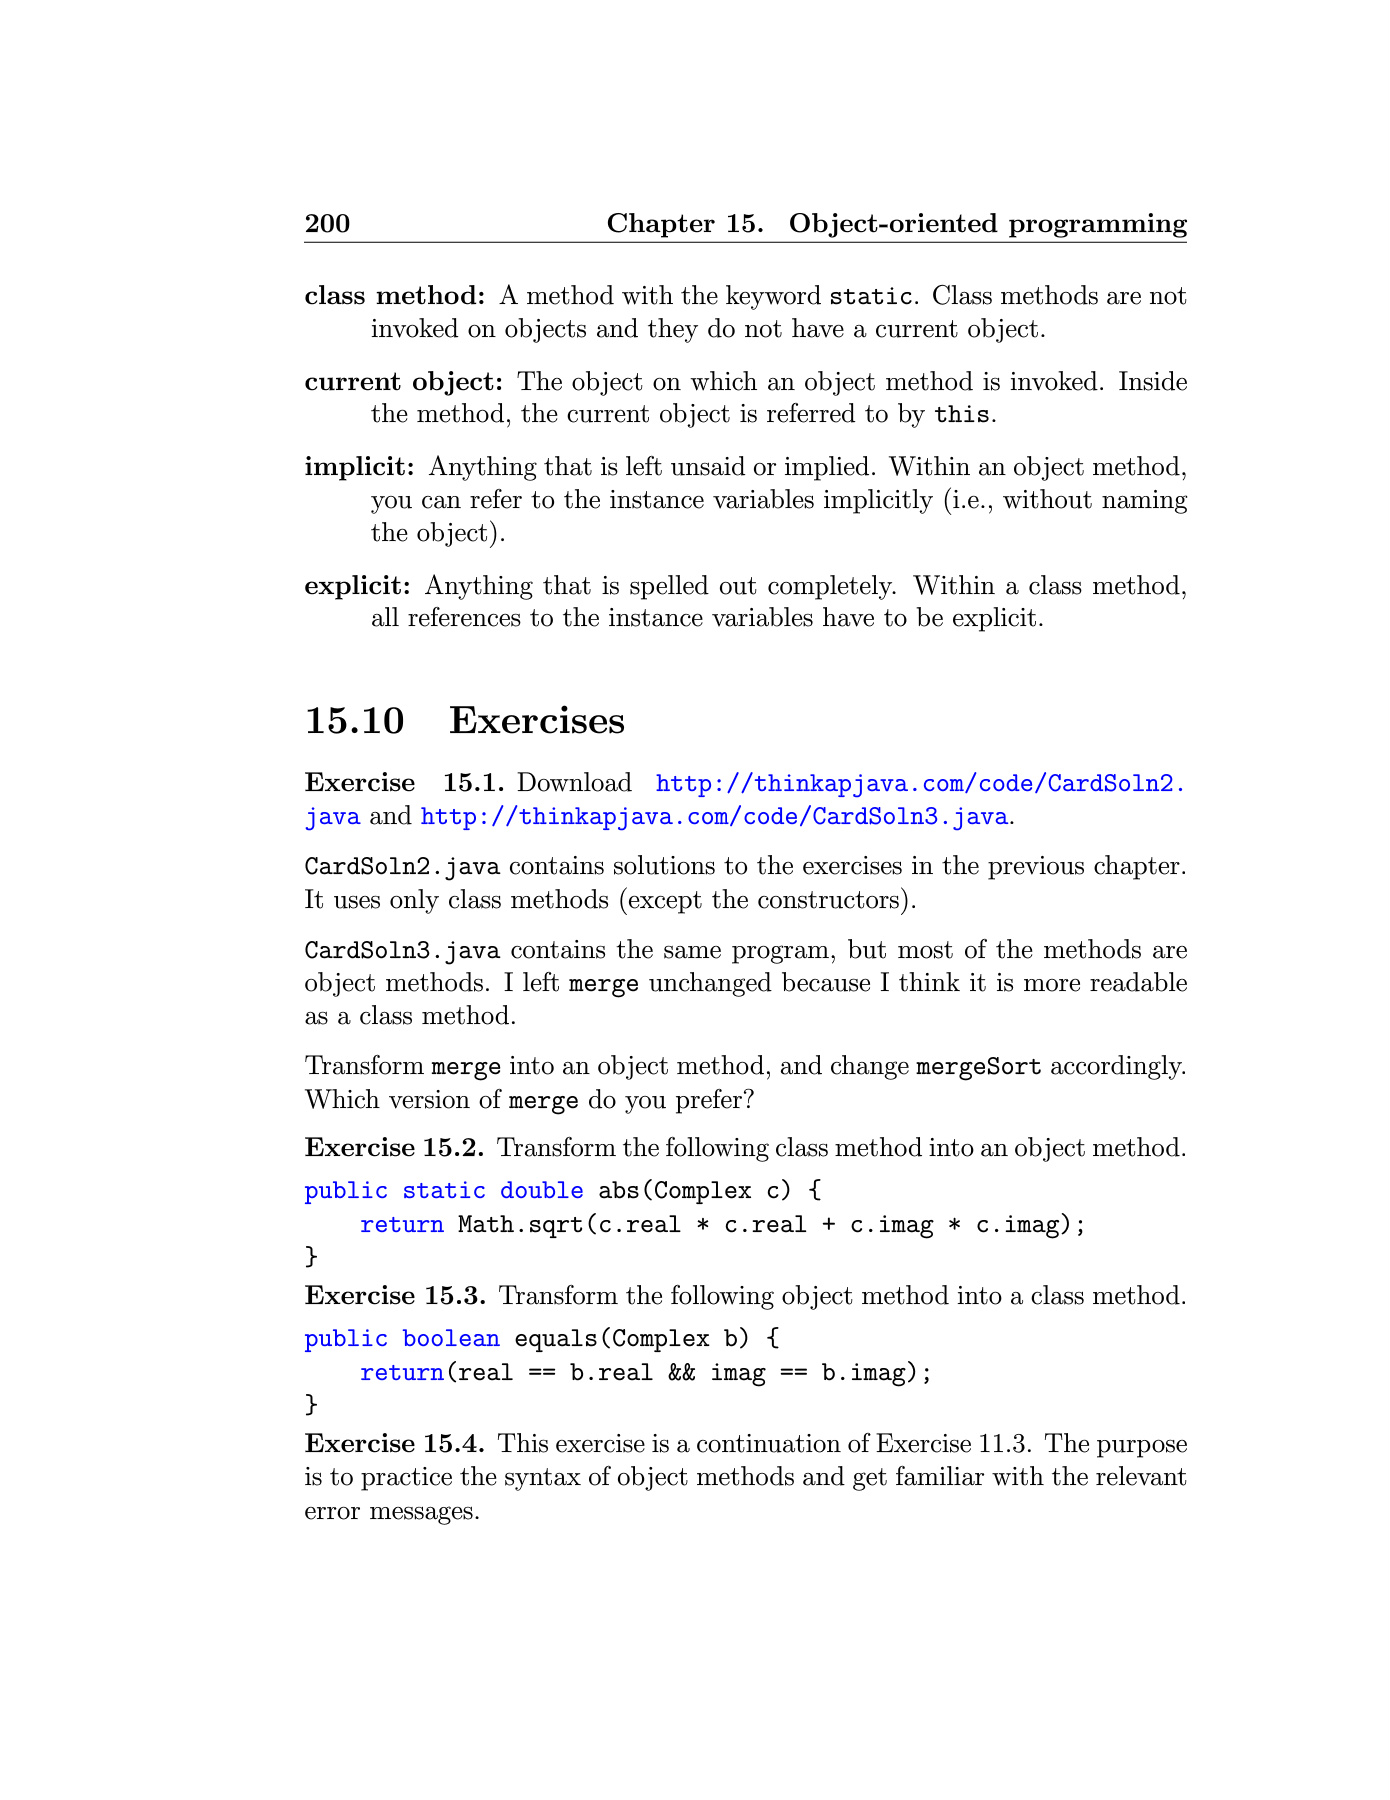 200 Chapter 15. Object-oriented programming
class method: A method with the keyword static. Class methods are not
invoked on objects and they do not have a current object.
current object: The object on which an object method is invoked. Inside
the method, the current object is referred to by this.
implicit: Anything that is left unsaid or implied. Within an object method,
you can refer to the instance variables implicitly (i.e., without naming
the object).
explicit: Anything that is spelled out completely. Within a class method,
all references to the instance variables have to be explicit.
15.10 Exercises
Exercise 15.1. Download http://thinkapjava.com/code/CardSoln2.
java and http://thinkapjava.com/code/CardSoln3.java.
CardSoln2.java contains solutions to the exercises in the previous chapter.
It uses only class methods (except the constructors).
CardSoln3.java contains the same program, but most of the methods are
object methods. I left merge unchanged because I think it is more readable
as a class method.
Transform merge into an object method, and change mergeSort accordingly.
Which version of merge do you prefer?
Exercise 15.2. Transform the following class method into an object method.
public static double abs(Complex c) {
    return Math.sqrt(c.real * c.real + c.imag * c.imag);
}
Exercise 15.3. Transform the following object method into a class method.
public boolean equals(Complex b) {
    return(real == b.real && imag == b.imag);
}
Exercise 15.4. This exercise is a continuation of Exercise 11.3. The purpose
is to practice the syntax of object methods and get familiar with the relevant
error messages.